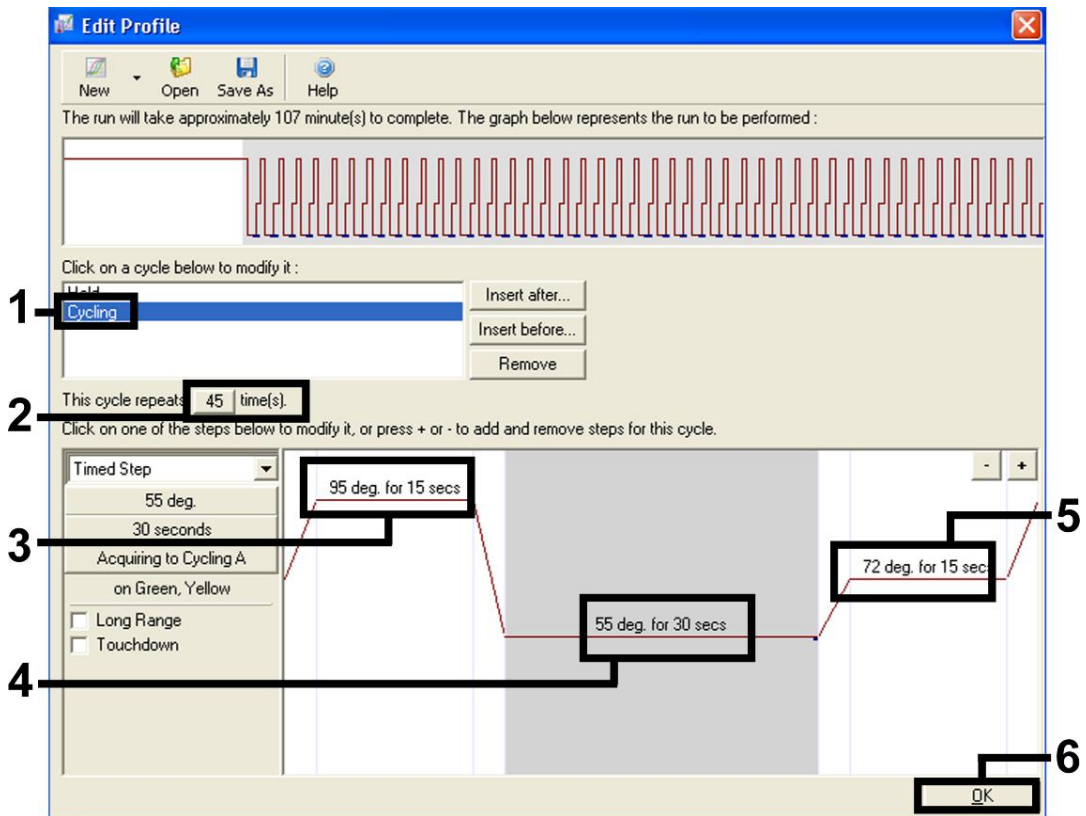 Edit Profile
New Open Save As Help
The run will take approximately 107 minute(s) to complete. The graph below represents the run to be performed :
Click on a cycle below to modify it :
Hold
1 Cycling
Insert after...
Insert before...
Remove
2 This cycle repeats 45 time(s).
Click on one of the steps below to modify it, or press + or - to add and remove steps for this cycle.
Timed Step
- +
55 deg.
30 seconds
Acquiring to Cycling A
on Green, Yellow
Long Range
Touchdown
95 deg. for 15 secs
3
55 deg. for 30 secs
4
72 deg. for 15 sec
5
6
OK